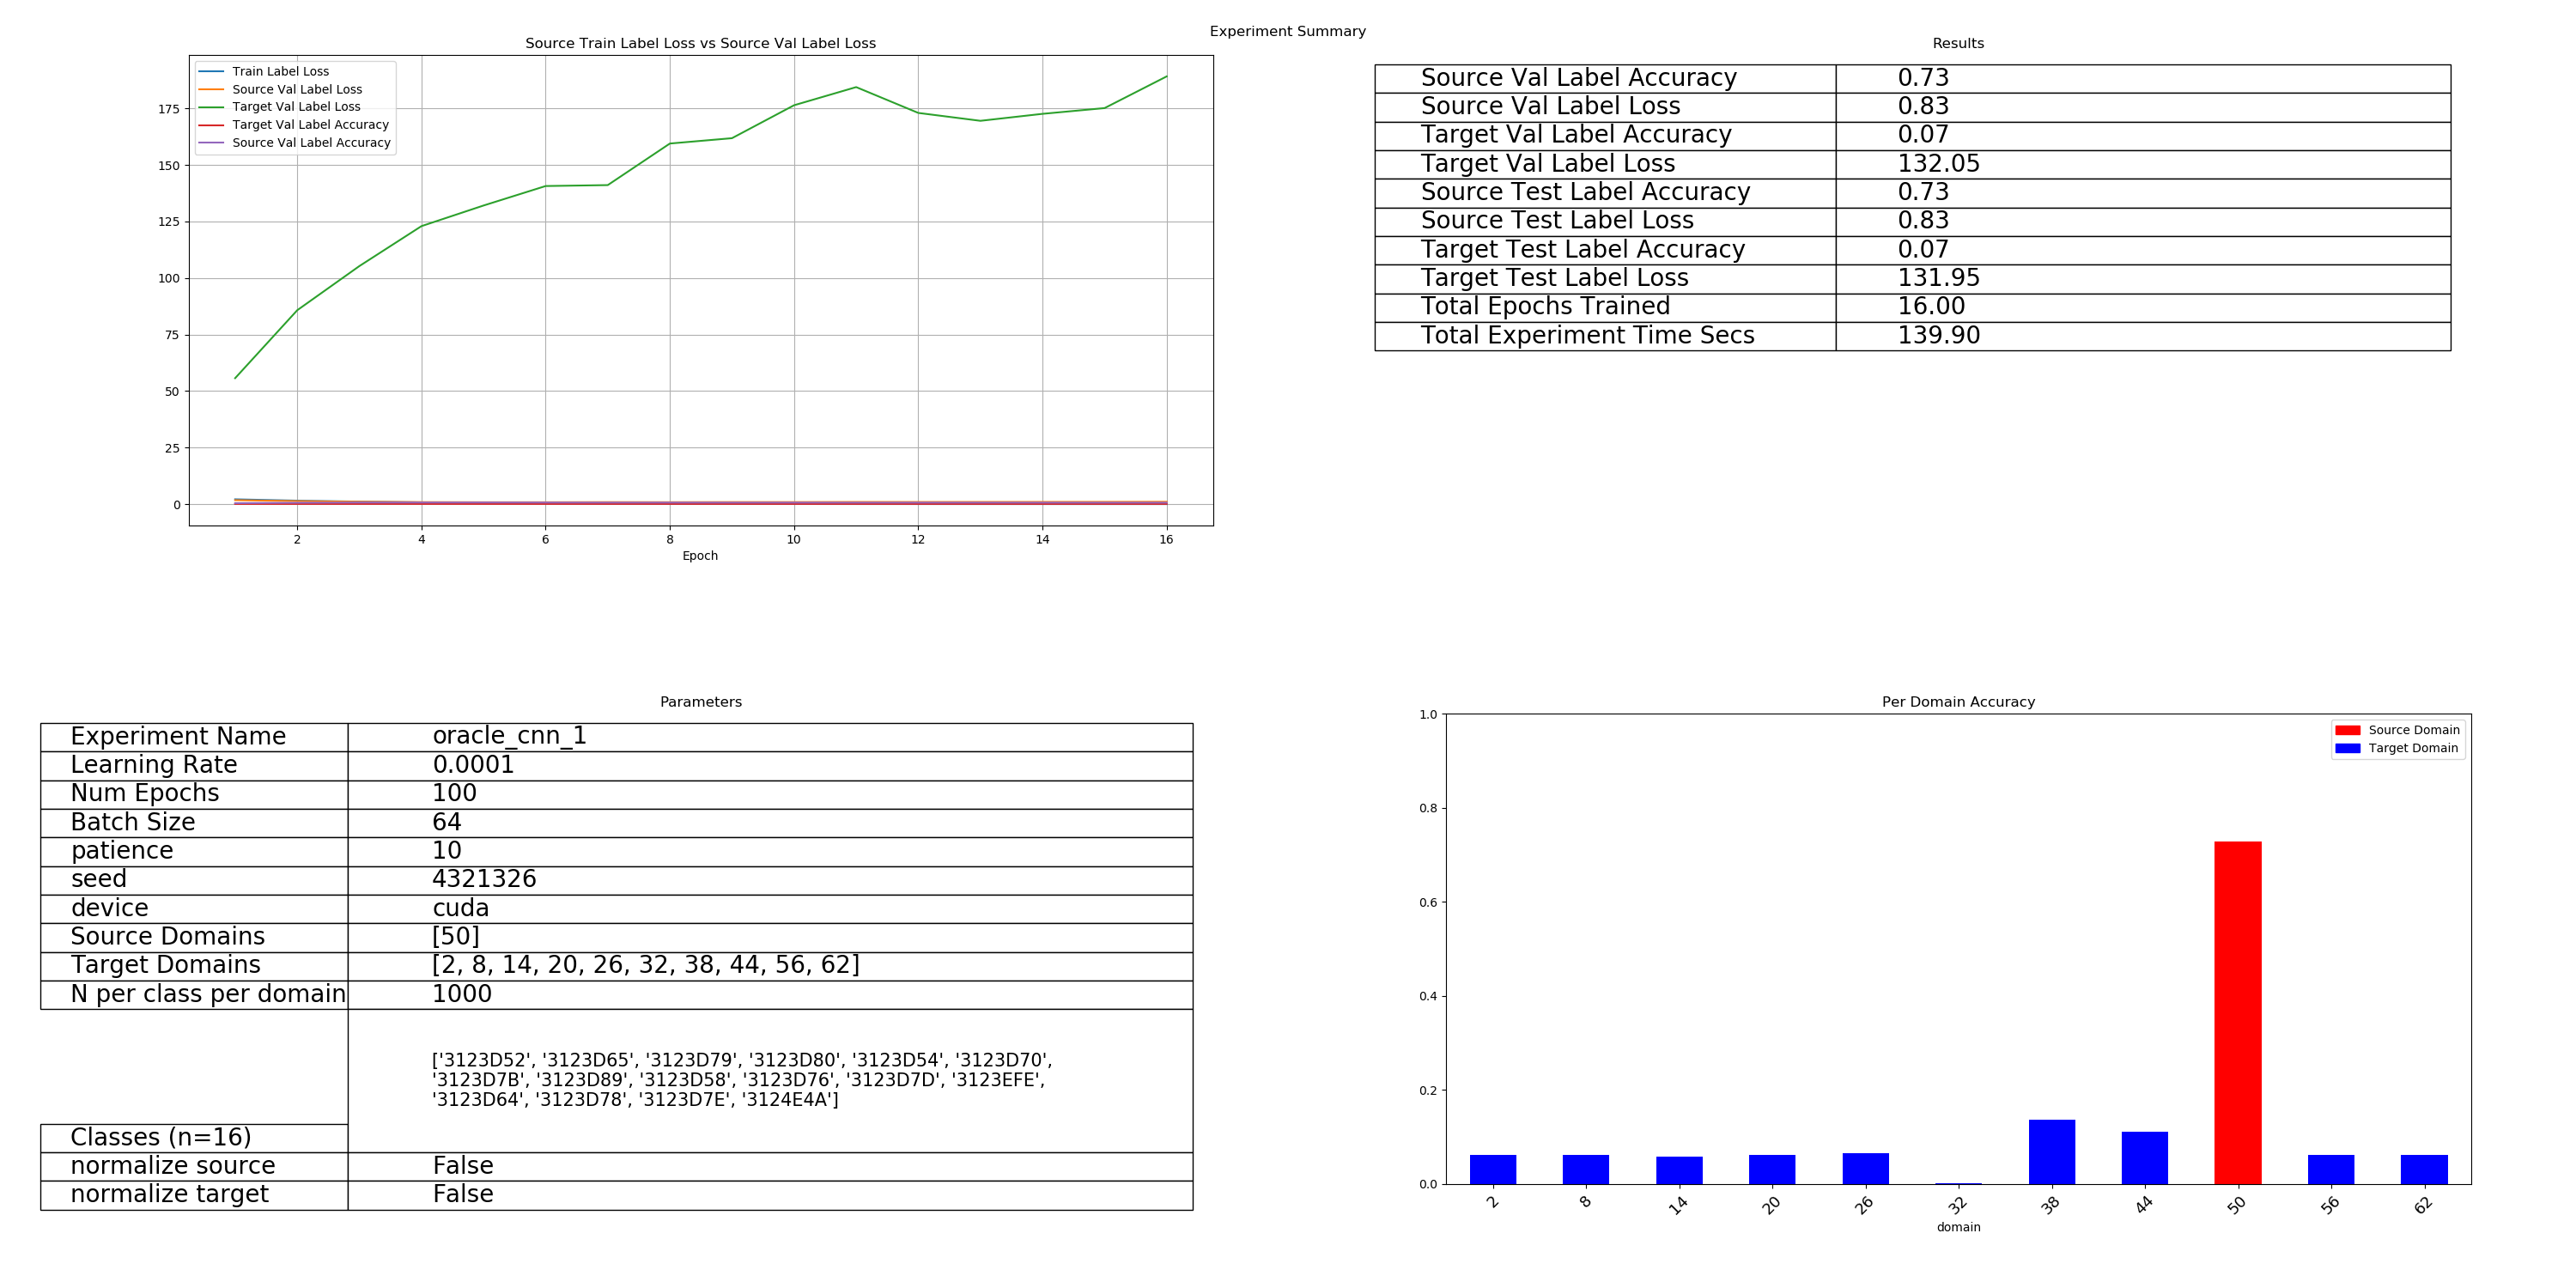 Experiment Summary
Source Train Label Loss vs Source Val Label Loss
Train Label Loss
Source Val Label Loss
Target Val Label Loss
Target Val Label Accuracy
Source Val Label Accuracy
175
150
125
100
75
50
25
0
2 4 6 8 10 12 14 16
Epoch
Results
Source Val Label Accuracy 0.73
Source Val Label Loss 0.83
Target Val Label Accuracy 0.07
Target Val Label Loss 132.05
Source Test Label Accuracy 0.73
Source Test Label Loss 0.83
Target Test Label Accuracy 0.07
Target Test Label Loss 131.95
Total Epochs Trained 16.00
Total Experiment Time Secs 139.90
Parameters
Experiment Name oracle_cnn_1
Learning Rate 0.0001
Num Epochs 100
Batch Size 64
patience 10
seed 4321326
device cuda
Source Domains [50]
Target Domains [2, 8, 14, 20, 26, 32, 38, 44, 56, 62]
N per class per domain 1000
['3123D52', '3123D65', '3123D79', '3123D80', '3123D54', '3123D70',
'3123D7B', '3123D89', '3123D58', '3123D76', '3123D7D', '3123EFE',
'3123D64', '3123D78', '3123D7E', '3124E4A']
Classes (n=16)
normalize source False
normalize target False
Per Domain Accuracy
Source Domain
Target Domain
1.0
0.8
0.6
0.4
0.2
0.0
2 8 14 20 26 32 38 44 50 56 62
domain